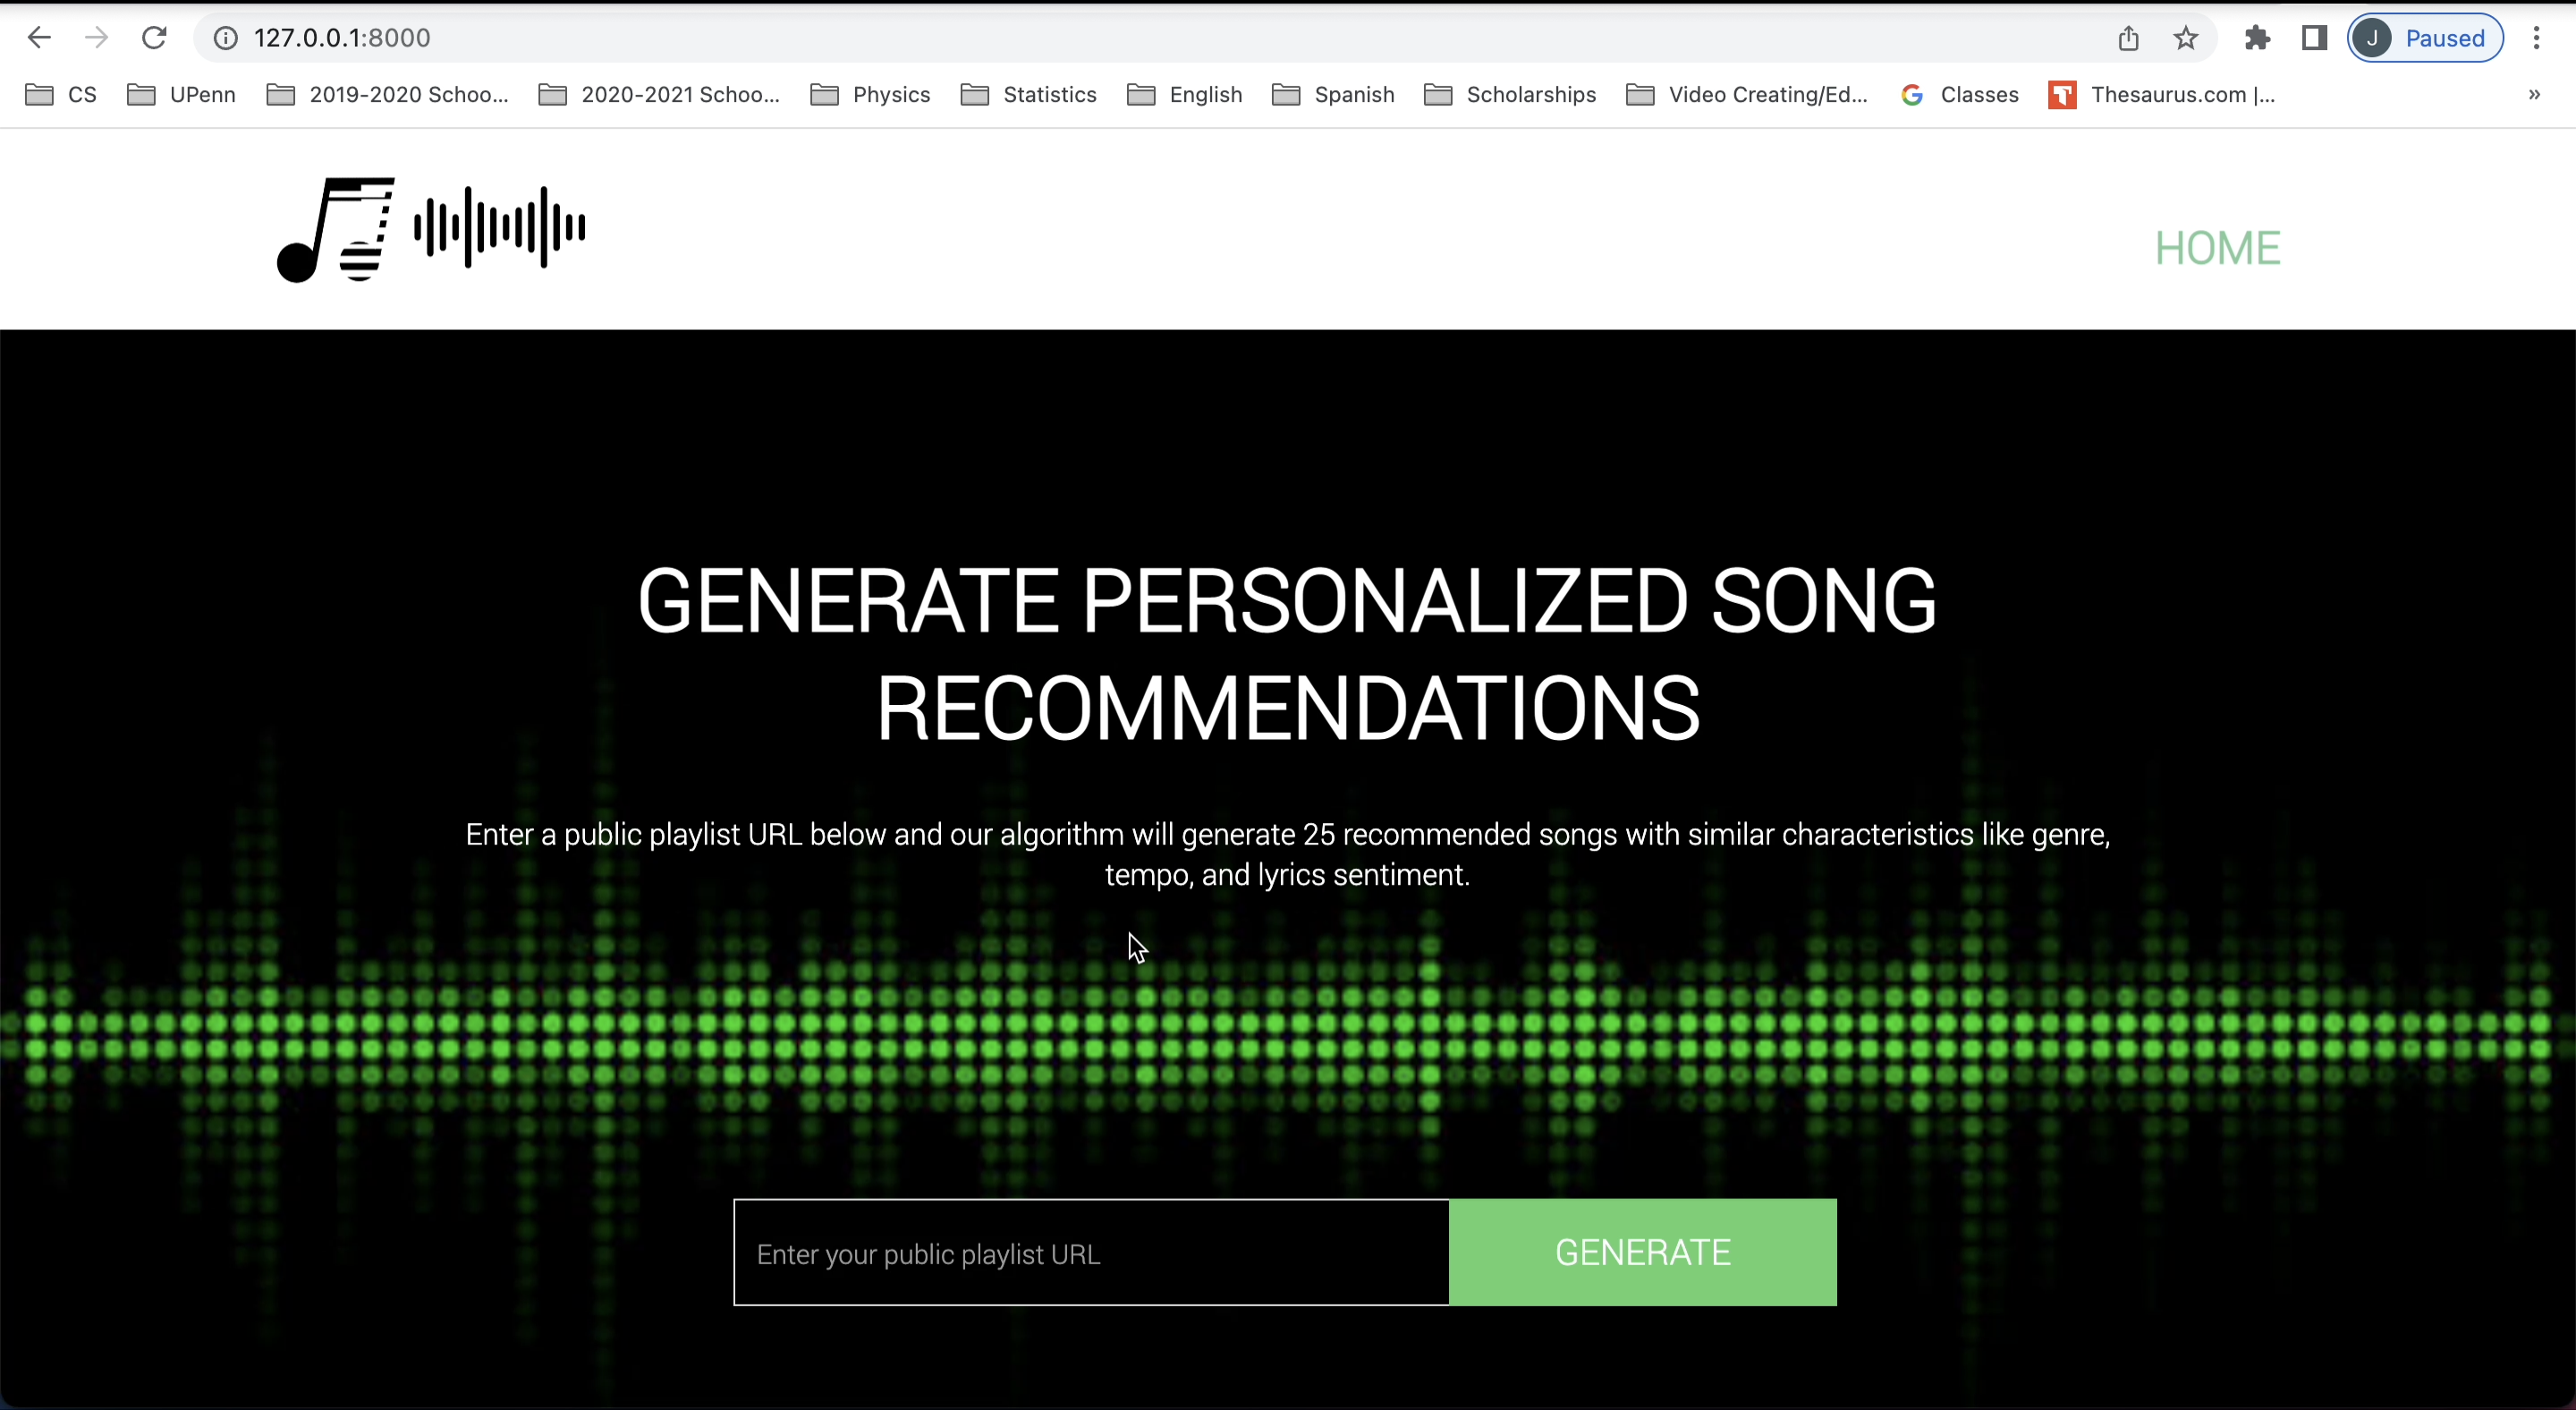 127.0.0.1:8000
J Paused
CS UPenn 2019-2020 Schoo... 2020-2021 Schoo... Physics Statistics English Spanish Scholarships Video Creating/Ed... Classes Thesaurus.com |... »
HOME
GENERATE PERSONALIZED SONG
RECOMMENDATIONS
Enter a public playlist URL below and our algorithm will generate 25 recommended songs with similar characteristics like genre,
tempo, and lyrics sentiment.
Enter your public playlist URL
GENERATE